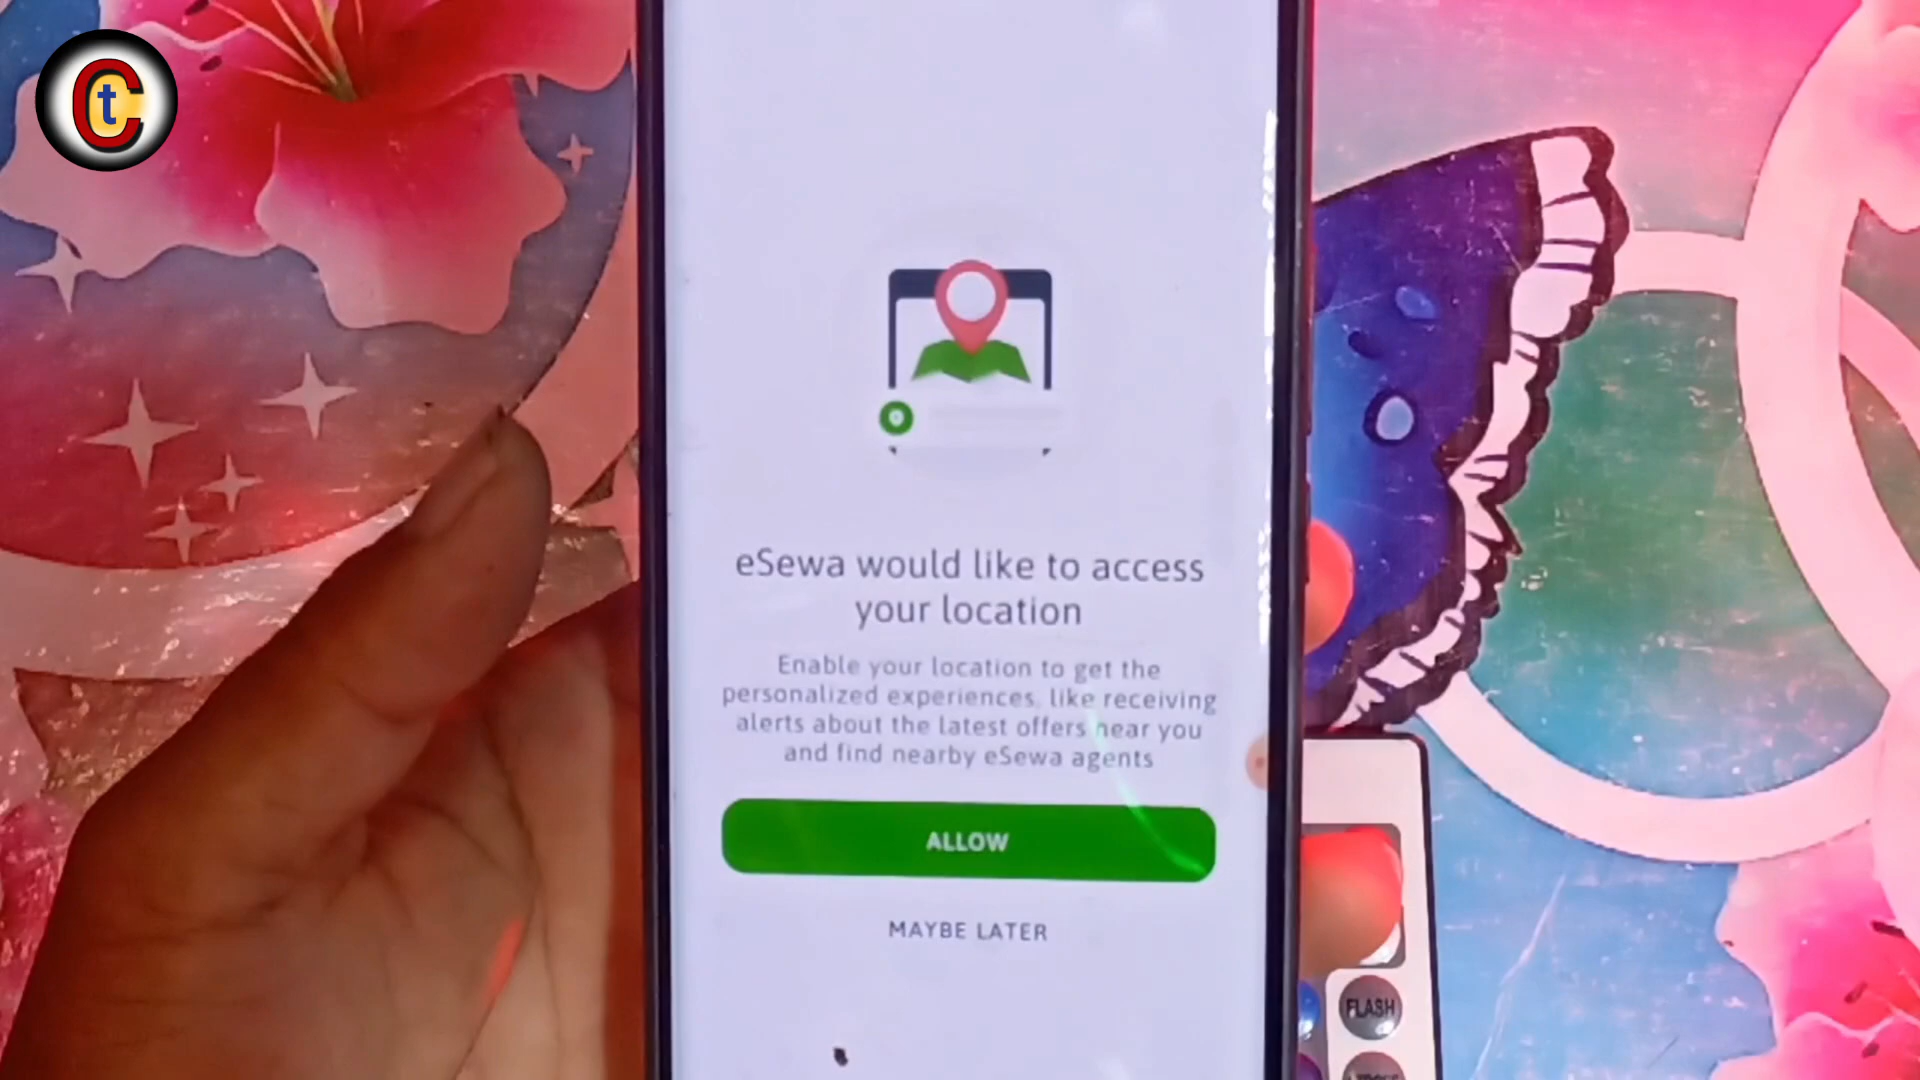 Ct
eSewa would like to access
your location
Enable your location to get the
personalized experiences, like receiving
alerts about the latest offers near you
and find nearby eSewa agents
ALLOW
MAYBE LATER
FLASH